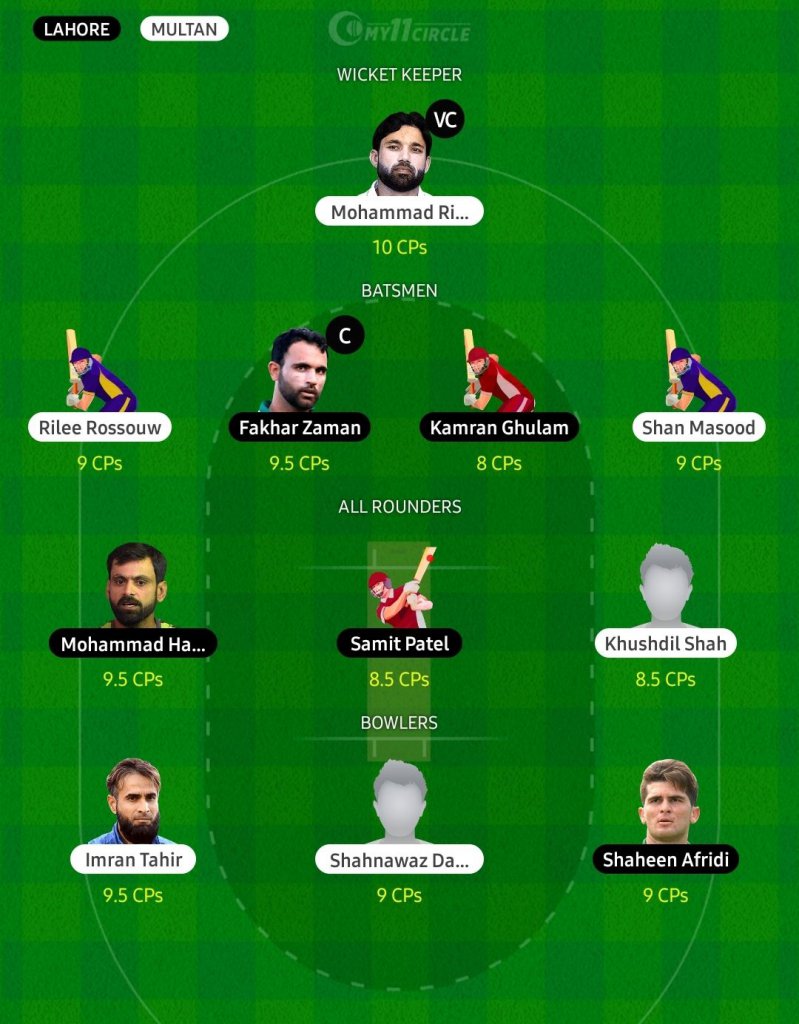 LAHORE MULTAN MY11CIRCLE
WICKET KEEPER
VC
Mohammad Ri...
10 CPs
BATSMEN
C
Rilee Rossouw Fakhar Zaman Kamran Ghulam Shan Masood
9 CPs 9.5 CPs 8 CPs 9 CPs
ALL ROUNDERS
Mohammad Ha... Samit Patel Khushdil Shah
9.5 CPs 8.5 CPs 8.5 CPs
BOWLERS
Imran Tahir Shahnawaz Da... Shaheen Afridi
9.5 CPs 9 CPs 9 CPs